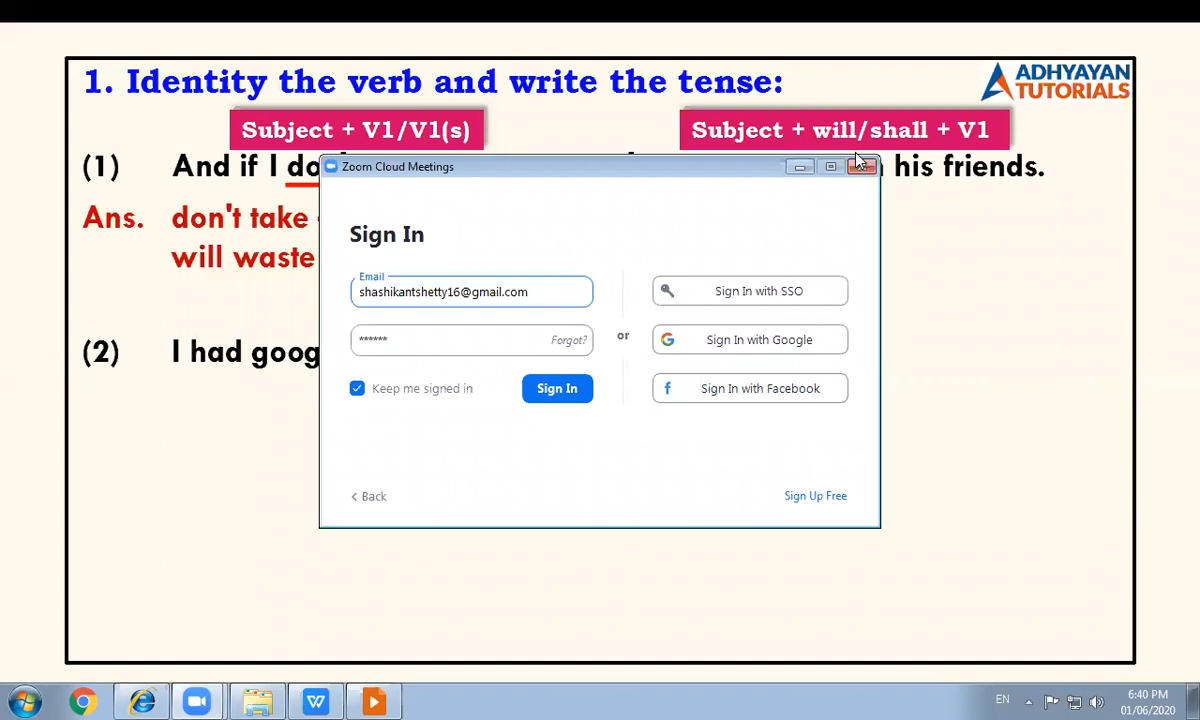 1. Identity the verb and write the tense:
ADHYAYAN
TUTORIALS
Subject + V1/V1(s)
Subject + will/shall + V1
(1) And if I do
his friends.
Ans. don't take
will waste
(2) I had goog
Zoom Cloud Meetings
Sign In
Email
shashikantshetty16@gmail.com
****** Forgot?
Keep me signed in
Sign In
or
Sign In with SSO
Sign In with Google
Sign In with Facebook
< Back
Sign Up Free
EN
6:40 PM
01/06/2020